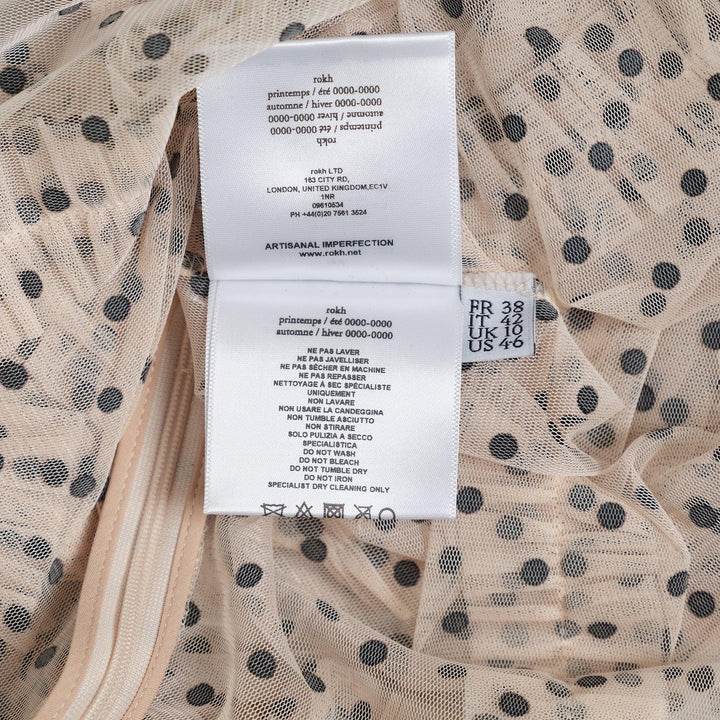 rokh
printemps / été 0000-0000
automne / hiver 0000-0000
automne / hiver 0000-0000
printemps / été 0000-0000
rokh
rokh LTD
163 CITY RD,
LONDON, UNITED KINGDOM,EC1V
1NR
09610534
PH +44(0)20 7561 3524
ARTISANAL IMPERFECTION
www.rokh.net
rokh
printemps / été 0000-0000
automne / hiver 0000-0000
NE PAS LAVER
NE PAS JAVELLISER
NE PAS SÈCHER EN MACHINE
NE PAS REPASSER
NETTOYAGE À SEC SPÉCIALISTE
UNIQUEMENT
NON LAVARE
NON USARE LA CANDEGGINA
NON TUMBLE ASCIUTTO
NON STIRARE
SOLO PULIZIA A SECCO
SPECIALISTICA
DO NOT WASH
DO NOT BLEACH
DO NOT TUMBLE DRY
DO NOT IRON
SPECIALIST DRY CLEANING ONLY
FR 38
IT 42
UK 10
US 46